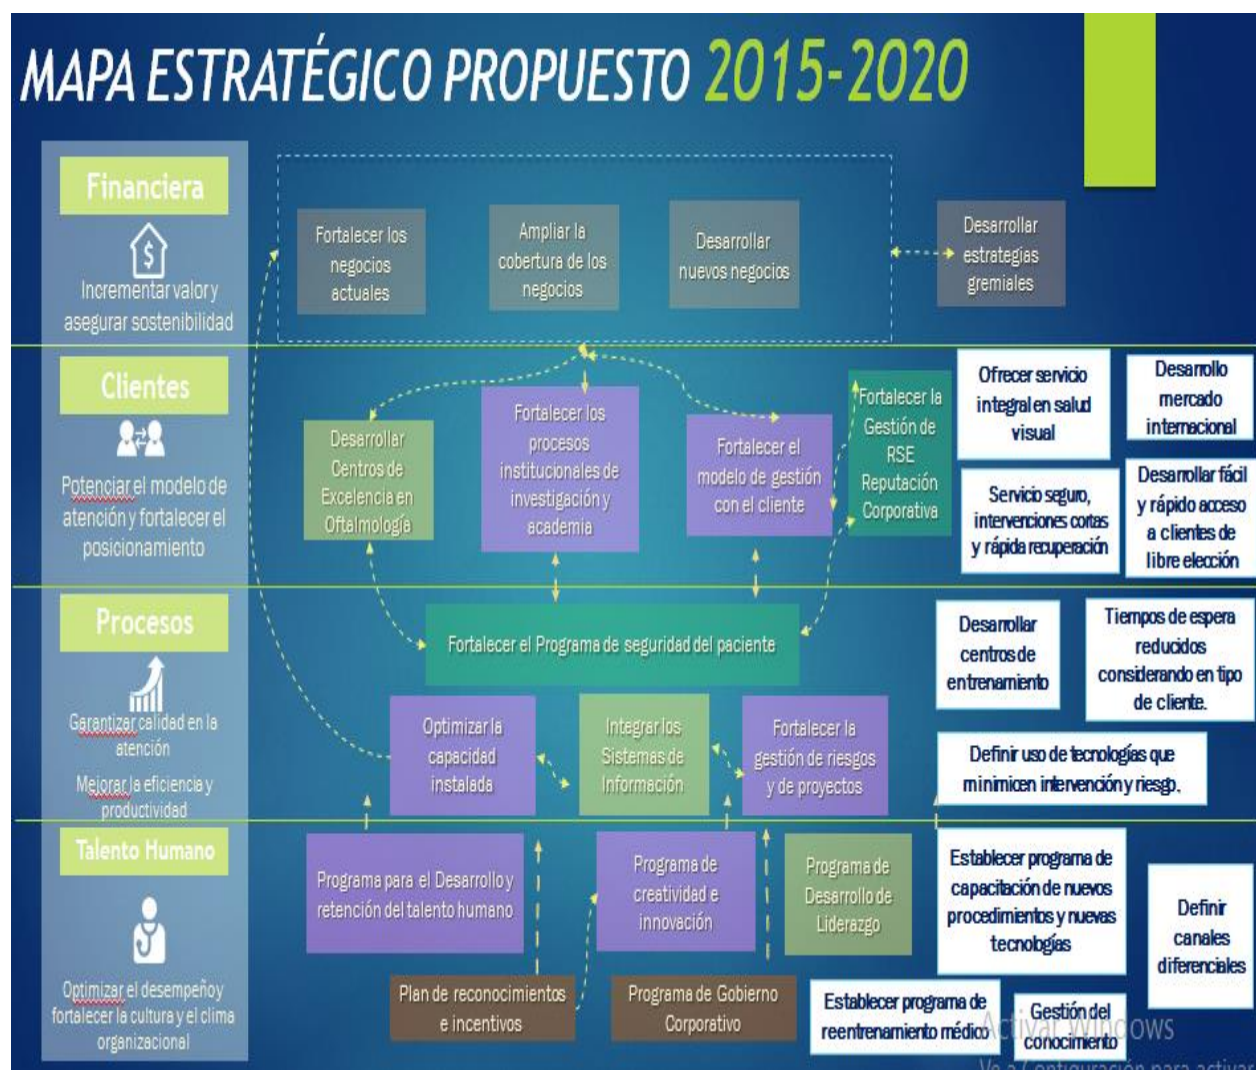 MAPA ESTRATÉGICO PROPUESTO 2015-2020
Financiera
Incrementar valor y
asegurar sostenibilidad
Fortalecer los
negocios
actuales
Ampliar la
cobertura de los
negocios
Desarrollar
nuevos negocios
Desarrollar
estrategias
gremiales
Clientes
Potenciar el modelo de
atención y fortalecer el
posicionamiento
Desarrollar
Centros de
Excelencia en
Oftalmología
Fortalecer los
procesos
institucionales de
investigación y
academia
Fortalecer el
modelo de gestión
con el cliente
Fortalecer la
Gestión de
RSE
Reputación
Corporativa
Ofrecer servicio
integral en salud
visual
Desarrollo
mercado
internacional
Servicio seguro,
intervenciones cortas
y rápida recuperación
Desarrollar fácil
y rápido acceso
a clientes de
libre elección
Procesos
Garantizar calidad en la
atención
Mejorar la eficiencia y
productividad
Fortalecer el Programa de seguridad del paciente
Optimizar la
capacidad
instalada
Integrar los
Sistemas de
Información
Fortalecer la
gestión de riesgos
y de proyectos
Desarrollar
centros de
entrenamiento
Tiempos de espera
reducidos
considerando en tipo
de cliente.
Definir uso de tecnologías que
minimicen intervención y riesgo.
Talento Humano
Optimizar el desempeño y
fortalecer la cultura y el clima
organizacional
Programa para el Desarrollo y
retención del talento humano
Programa de
creatividad e
innovación
Programa de
Desarrollo de
Liderazgo
Plan de reconocimientos
e incentivos
Programa de Gobierno
Corporativo
Establecer programa de
capacitación de nuevos
procedimientos y nuevas
tecnologías
Definir
canales
diferenciales
Establecer programa de
reentrenamiento médico
Gestión del
conocimiento
Activar Windows
Ve a Configuración para activar